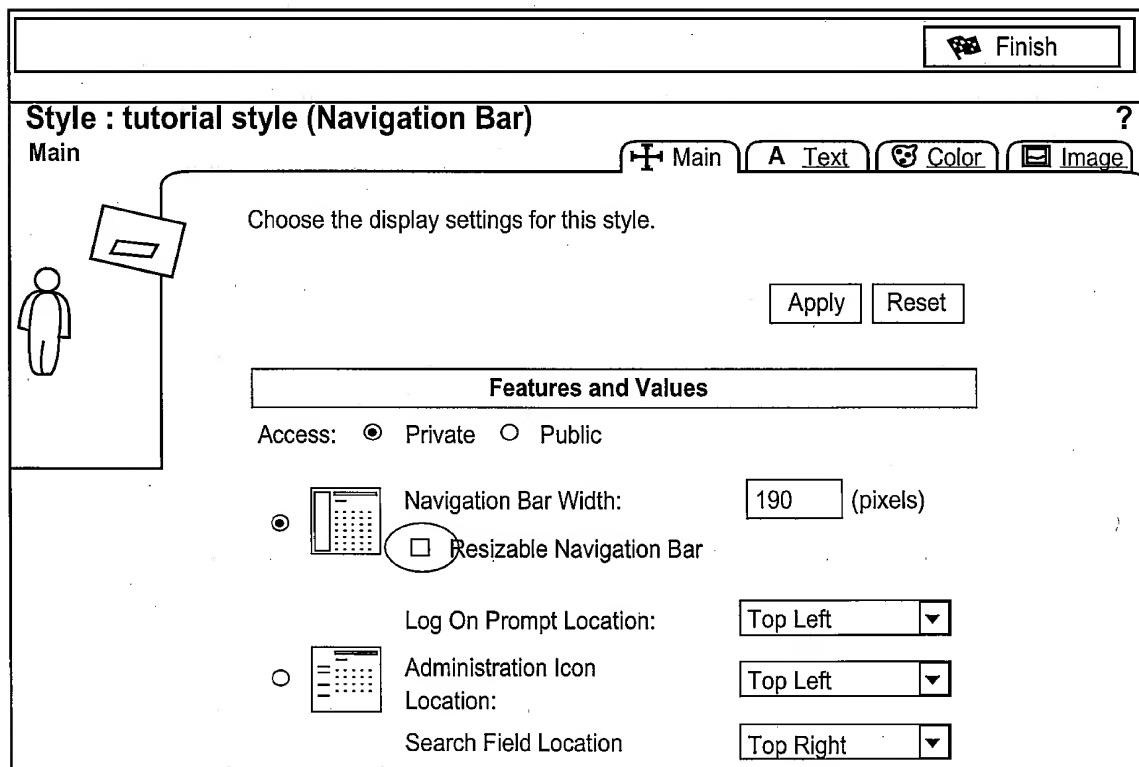 Finish
Style : tutorial style (Navigation Bar)
?
Main
Main A Text Color Image
Choose the display settings for this style.
Apply Reset
Features and Values
Access: Private Public
Navigation Bar Width: 190 (pixels)
Resizable Navigation Bar
Log On Prompt Location: Top Left
Administration Icon
Location: Top Left
Search Field Location Top Right